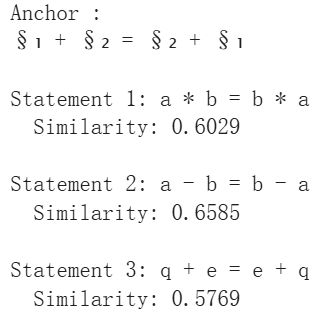 Anchor :
§₁ + §₂ = §₂ + §₁
Statement 1: a * b = b * a
Similarity: 0.6029
Statement 2: a - b = b - a
Similarity: 0.6585
Statement 3: q + e = e + q
Similarity: 0.5769